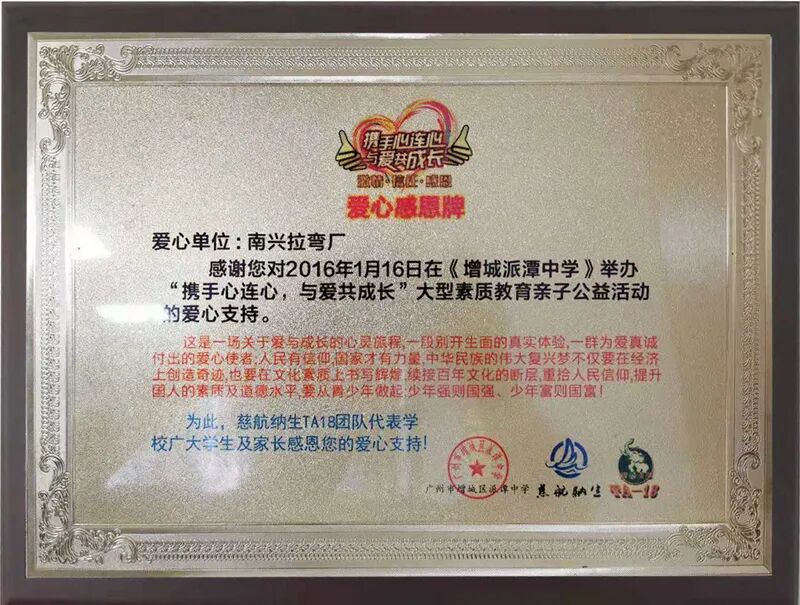 携手心连心
与爱共成长
激情·信任·感恩
爱心感恩牌
爱心单位：南兴拉弯厂
感谢您对2016年1月16日在《增城派潭中学》举办
“携手心连心，与爱共成长”大型素质教育亲子公益活动
的爱心支持。
这是一场关于爱与成长的心灵旅程,一段别开生面的真实体验,一群为爱真诚
付出的爱心使者;人民有信仰,国家才有力量,中华民族的伟大复兴梦不仅要在经济
上创造奇迹,也要在文化素质上书写辉煌,续接百年文化的断层,重拾人民信仰,提升
国人的素质及道德水平,要从青少年做起;少年强则国强、少年富则国富!
为此，慈航纳生TA18团队代表学
校广大学生及家长感恩您的爱心支持!
广州市增城区派潭中学
广州市增城区派潭中学 慈航纳生 TA-18